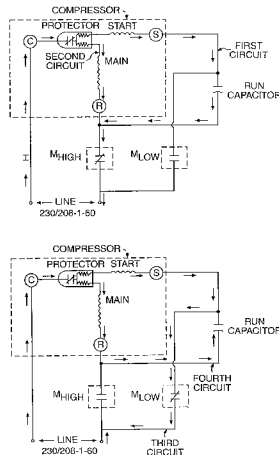 COMPRESSOR
PROTECTOR START
C
S
SECOND CIRCUIT
MAIN
FIRST CIRCUIT
R
RUN CAPACITOR
H
MHIGH
MLOW
LINE
230/208-1-60
COMPRESSOR
PROTECTOR START
C
S
MAIN
RUN CAPACITOR
R
MHIGH
MLOW
FOURTH CIRCUIT
LINE
230/208-1-60
THIRD CIRCUIT